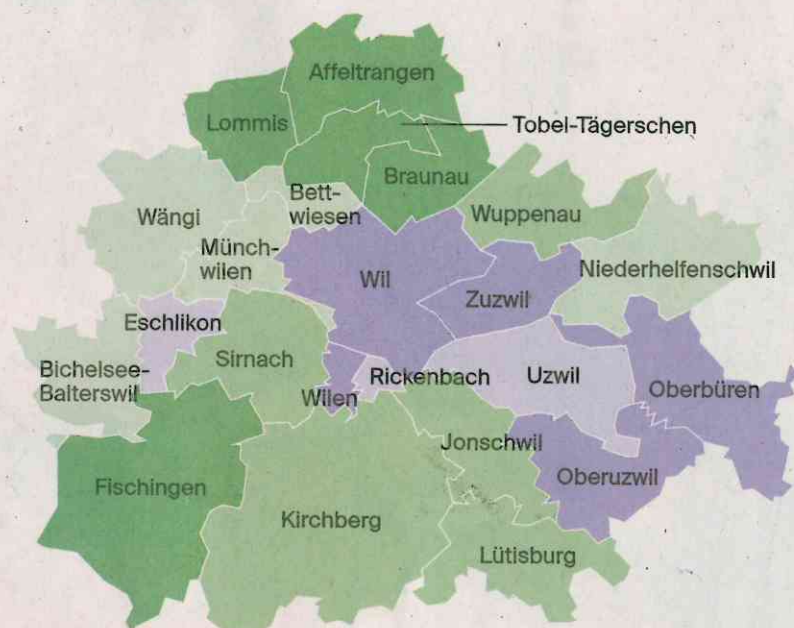 Affeltrangen
Lommis
Tobel-Tägerschen
Braunau
Bett-
wiesen
Wuppenau
Wängi
Münch-
wilen
Wil
Niederhelfenschwil
Zuzwil
Eschlikon
Sirnach
Bichelsee-
Balterswil
Wilen
Rickenbach
Uzwil
Oberbüren
Jonschwil
Oberuzwil
Fischingen
Kirchberg
Lütisburg